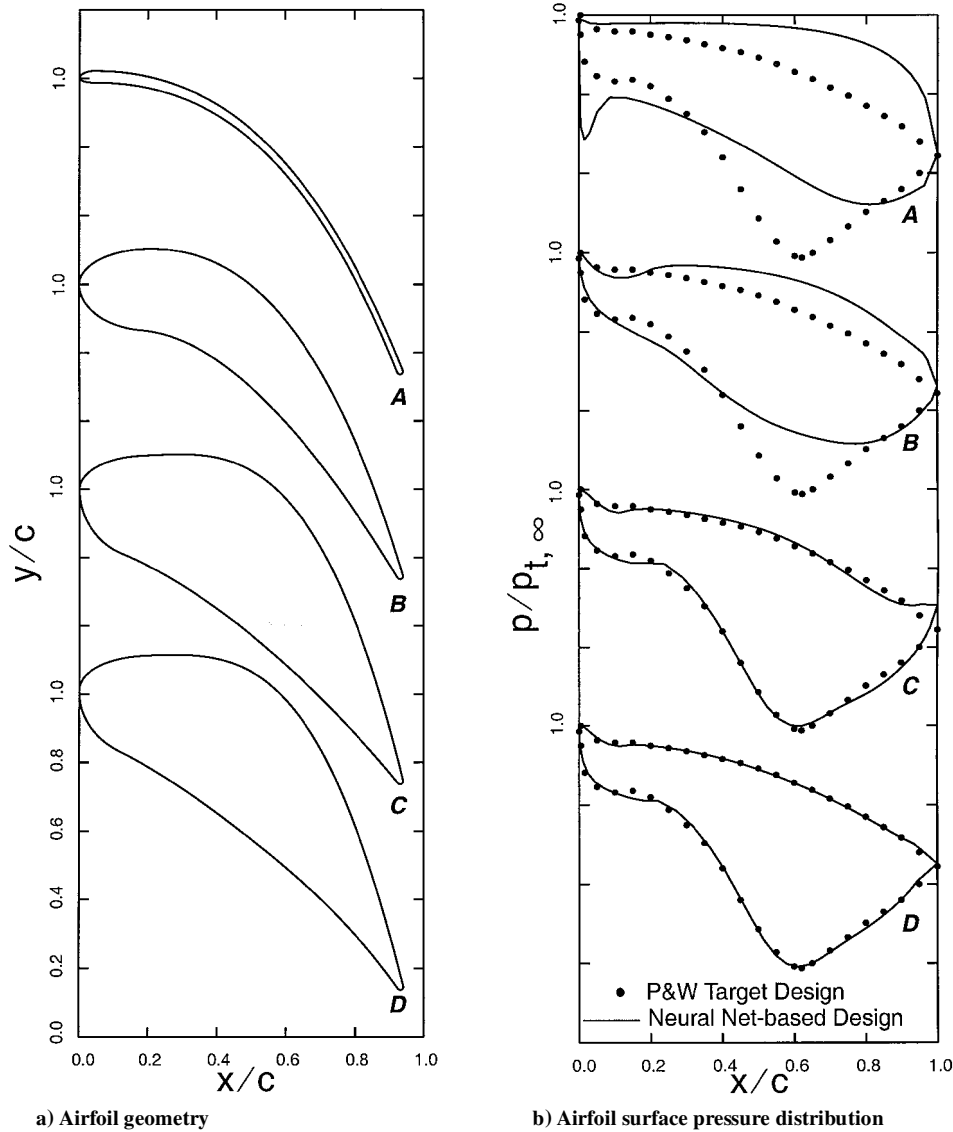 1.0
A
1.0
B
1.0
C
1.0
0.8
0.6
0.4
0.2
0.0
D
y/c
0.0 0.2 0.4 0.6 0.8 1.0
x/c
a) Airfoil geometry
1.0
A
1.0
B
1.0
C
1.0
D
p/pt, ∞
P&W Target Design
Neural Net-based Design
0.0 0.2 0.4 0.6 0.8 1.0
x/c
b) Airfoil surface pressure distribution